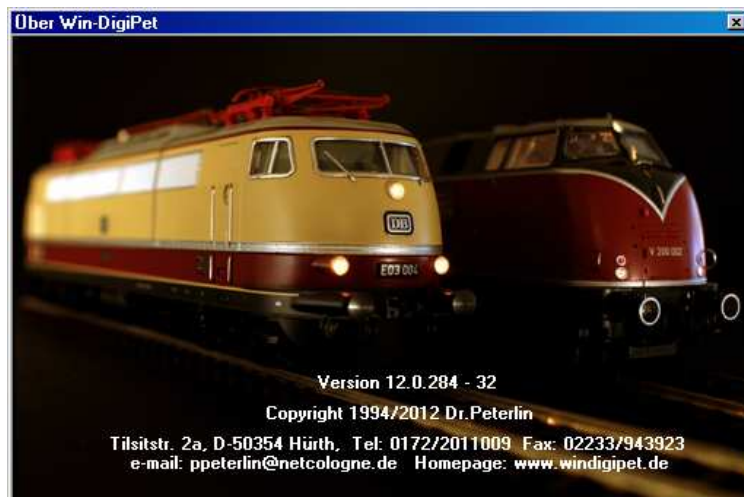 Über Win-DigiPet
DB
E03 004
V 200 002
Version 12.0.284 - 32
Copyright 1994/2012 Dr.Peterlin
Tilsitstr. 2a, D-50354 Hürth, Tel: 0172/2011009 Fax: 02233/943923
e-mail: ppeterlin@netcologne.de Homepage: www.windigipet.de